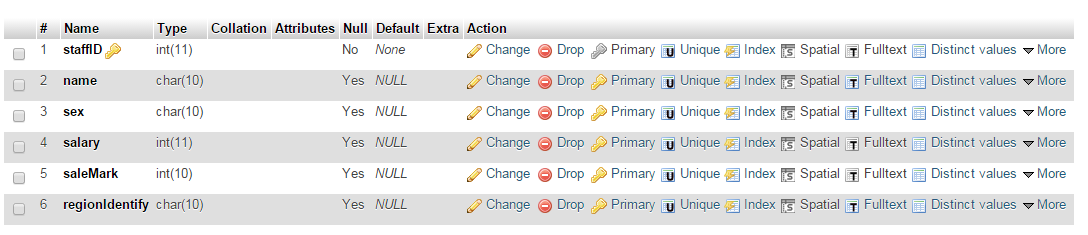 # Name Type Collation Attributes Null Default Extra Action
1 staffID int(11) No None Change Drop Primary Unique Index Spatial Fulltext Distinct values More
2 name char(10) Yes NULL Change Drop Primary Unique Index Spatial Fulltext Distinct values More
3 sex char(10) Yes NULL Change Drop Primary Unique Index Spatial Fulltext Distinct values More
4 salary int(11) Yes NULL Change Drop Primary Unique Index Spatial Fulltext Distinct values More
5 saleMark int(10) Yes NULL Change Drop Primary Unique Index Spatial Fulltext Distinct values More
6 regionIdentify char(10) Yes NULL Change Drop Primary Unique Index Spatial Fulltext Distinct values More